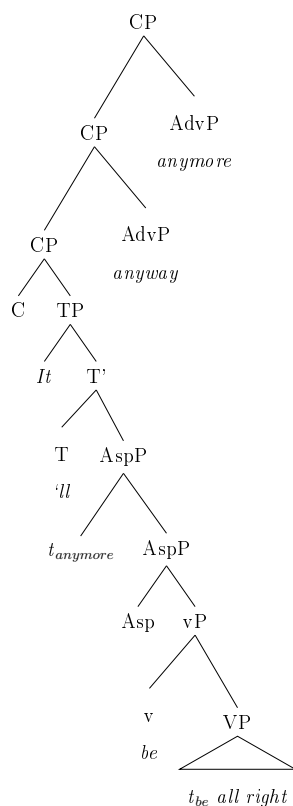 CP
CP AdvP
anymore
CP AdvP
anyway
C TP
It T'
T AspP
‘ll
t_anymore AspP
Asp vP
v VP
be
t_be all right